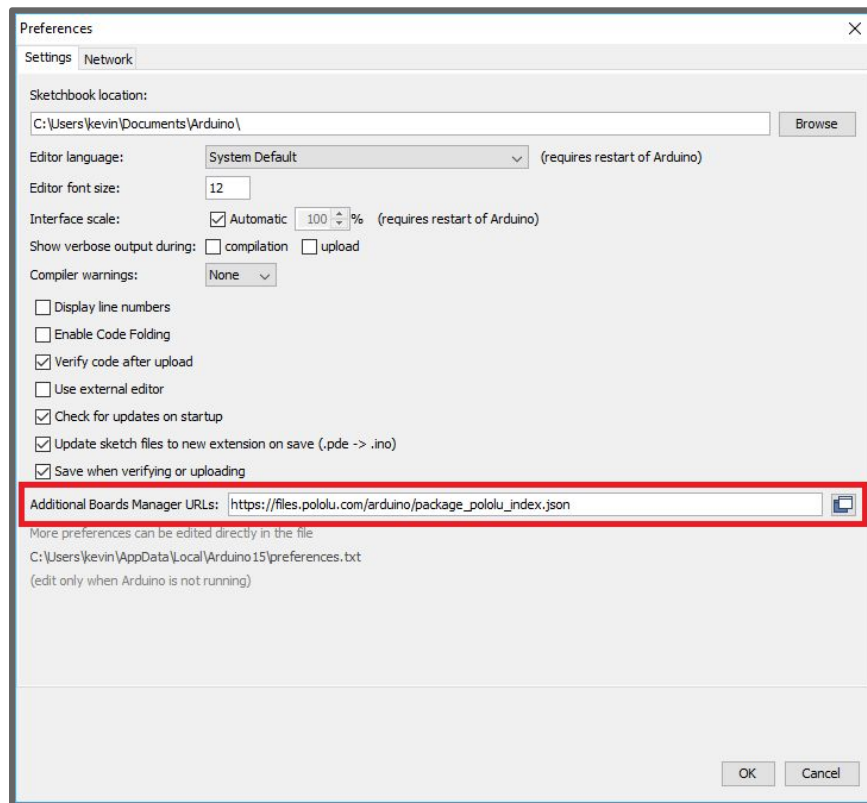 Preferences
Settings Network
Sketchbook location:
C:\Users\kevin\Documents\Arduino\ Browse
Editor language: System Default (requires restart of Arduino)
Editor font size: 12
Interface scale: Automatic 100 % (requires restart of Arduino)
Show verbose output during: compilation upload
Compiler warnings: None
Display line numbers
Enable Code Folding
Verify code after upload
Use external editor
Check for updates on startup
Update sketch files to new extension on save (.pde -> .ino)
Save when verifying or uploading
Additional Boards Manager URLs: https://files.pololu.com/arduino/package_pololu_index.json
More preferences can be edited directly in the file
C:\Users\kevin\AppData\Local\Arduino15\preferences.txt
(edit only when Arduino is not running)
OK Cancel